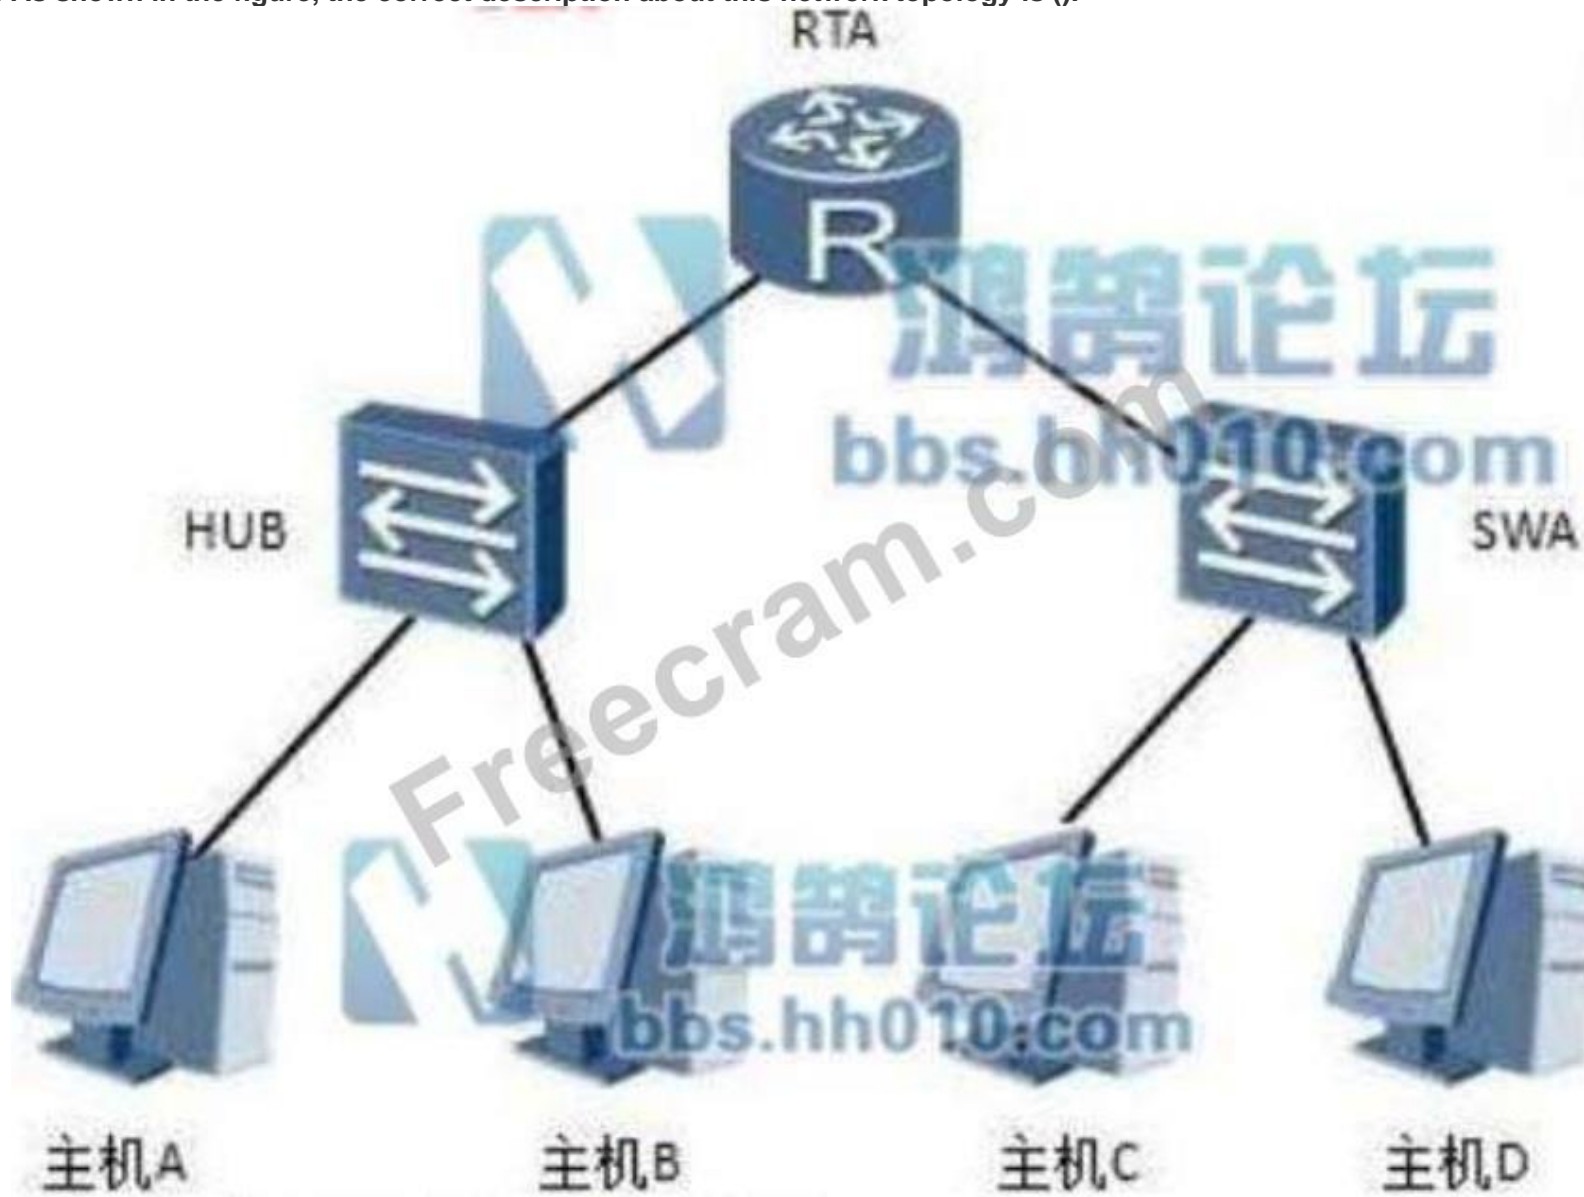 As shown in the figure, the correct description about this network topology is ().
RTA
R
鸿鹄论坛
bbs.hh010.com
HUB
SWA
Freecram.com
鸿鹄论坛
bbs.hh010.com
主机A
主机B
主机C
主机D